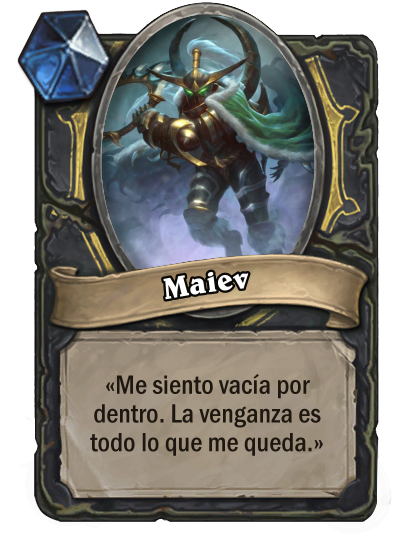 Maiev
«Me siento vacía por
dentro. La venganza es
todo lo que me queda.»